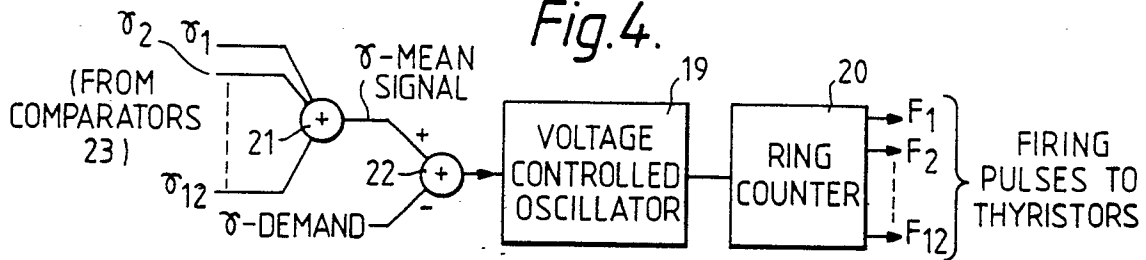 Fig.4.
γ1
γ2
(FROM
COMPARATORS
23)
γ12
21
+
γ-MEAN
SIGNAL
+
22
+
-
γ-DEMAND
19
VOLTAGE
CONTROLLED
OSCILLATOR
20
RING
COUNTER
F1
F2
F12
FIRING
PULSES TO
THYRISTORS